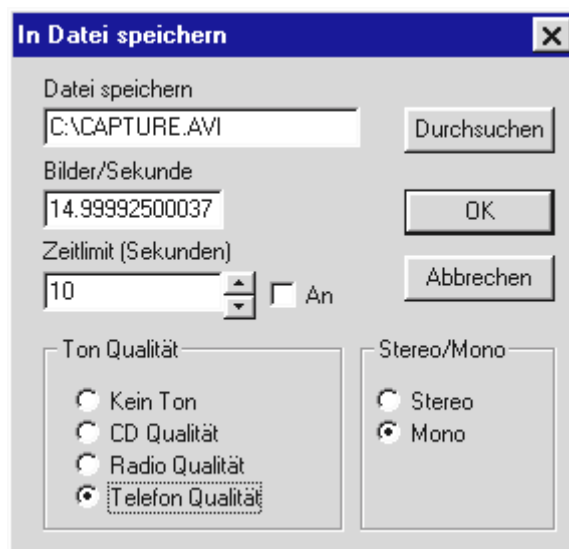 In Datei speichern
Datei speichern
C:\CAPTURE.AVI
Durchsuchen
Bilder/Sekunde
14.99992500037
OK
Zeitlimit (Sekunden)
10
An
Abbrechen
Ton Qualität
Kein Ton
CD Qualität
Radio Qualität
Telefon Qualität
Stereo/Mono
Stereo
Mono